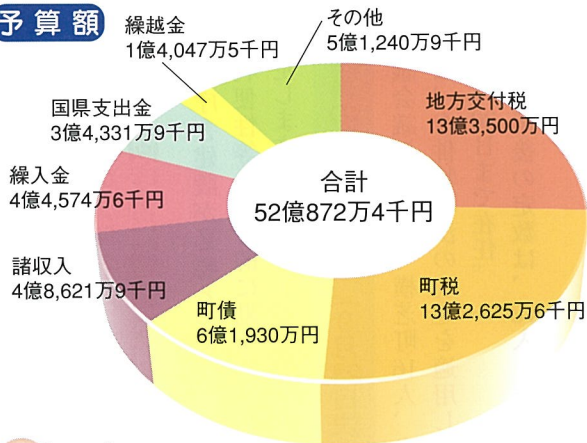 予算額
繰越金
1億4,047万5千円
その他
5億1,240万9千円
国県支出金
3億4,331万9千円
地方交付税
13億3,500万円
繰入金
4億4,574万6千円
合計
52億872万4千円
諸収入
4億8,621万9千円
町債
6億1,930万円
町税
13億2,625万6千円